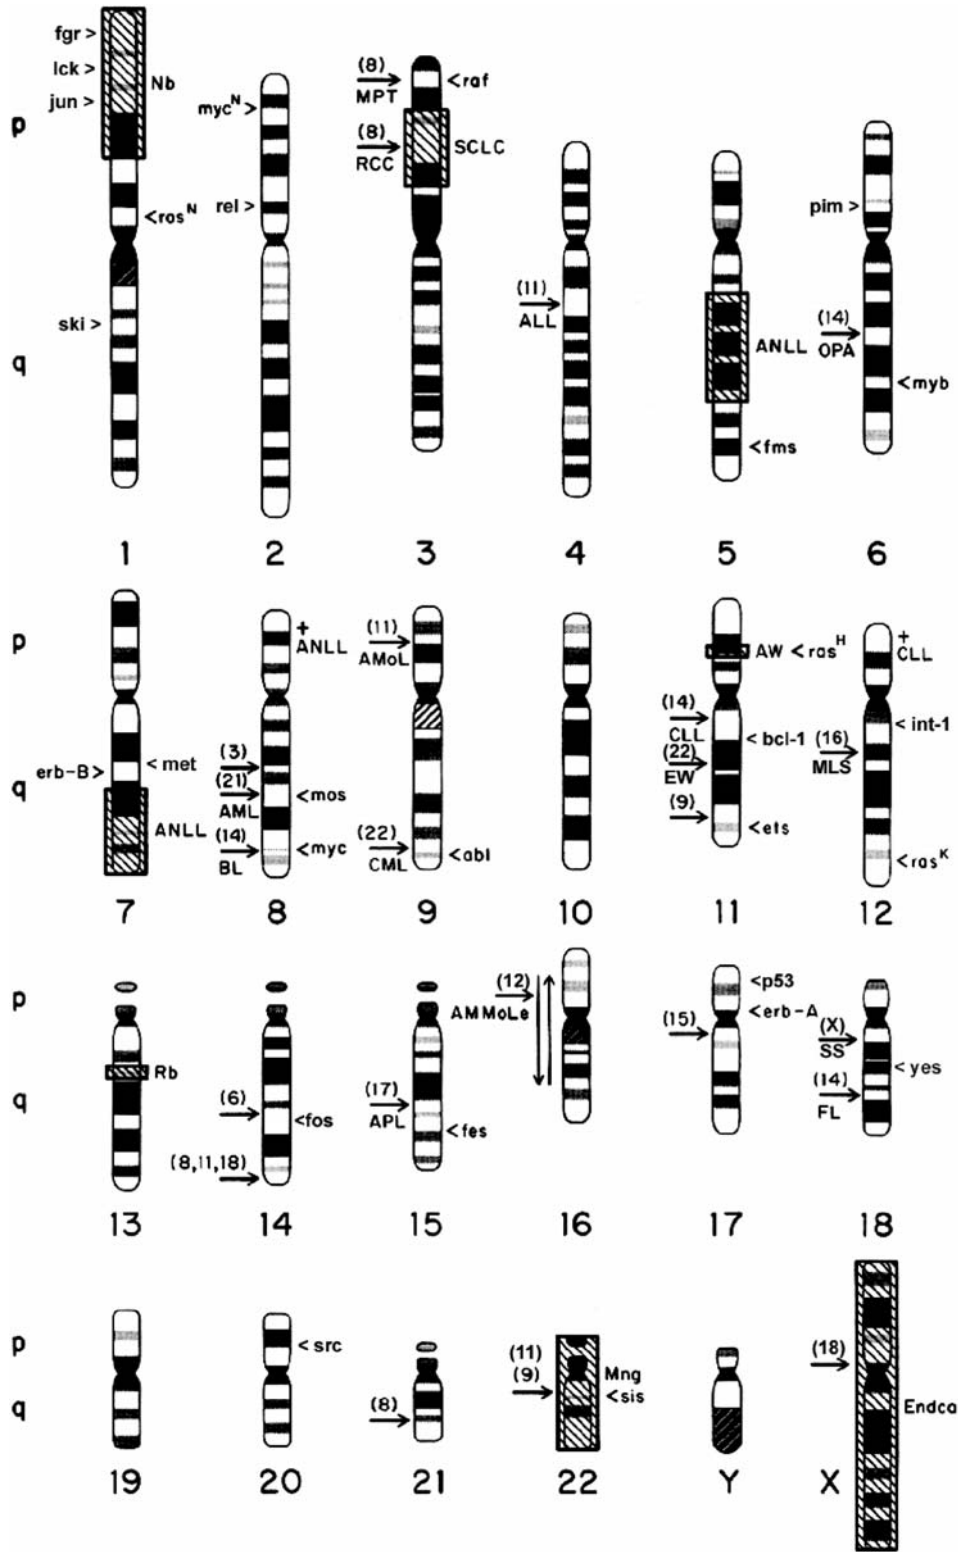 fgr >
lck >
jun >
Nb
p
< ras N
ski >
q
myc N >
rel >
(8)
MPT
< raf
(8)
RCC
SCLC
(11)
ALL
ANLL
< fms
pim >
(14)
OPA
< myb
1 2 3 4 5 6
p
erb-B >
< met
q
ANLL
+
ANLL
(3)
(21)
AML
< mos
(14)
BL
< myc
(11)
AMoL
(22)
CML
< abl
AW < ras H
(14)
CLL
< bcl-1
(22)
EW
(9)
< ets
+
CLL
< int-1
(16)
MLS
< ras K
7 8 9 10 11 12
p
Rb
q
(6)
< fos
(8,11,18)
(17)
APL
< fes
(12)
AMMoLe
< p53
< erb-A
(15)
(X)
SS
< yes
(14)
FL
13 14 15 16 17 18
p
q
< src
(8)
(11)
(9)
Mng
< sis
(18)
Endca
19 20 21 22 Y X